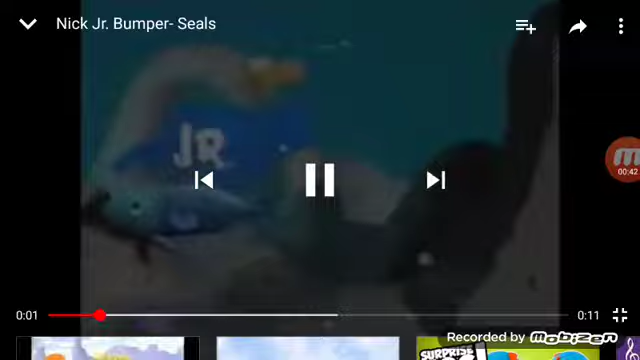 Nick Jr. Bumper- Seals
JR
00:42
0:01
0:11
Recorded by mobizen
SURPRISE